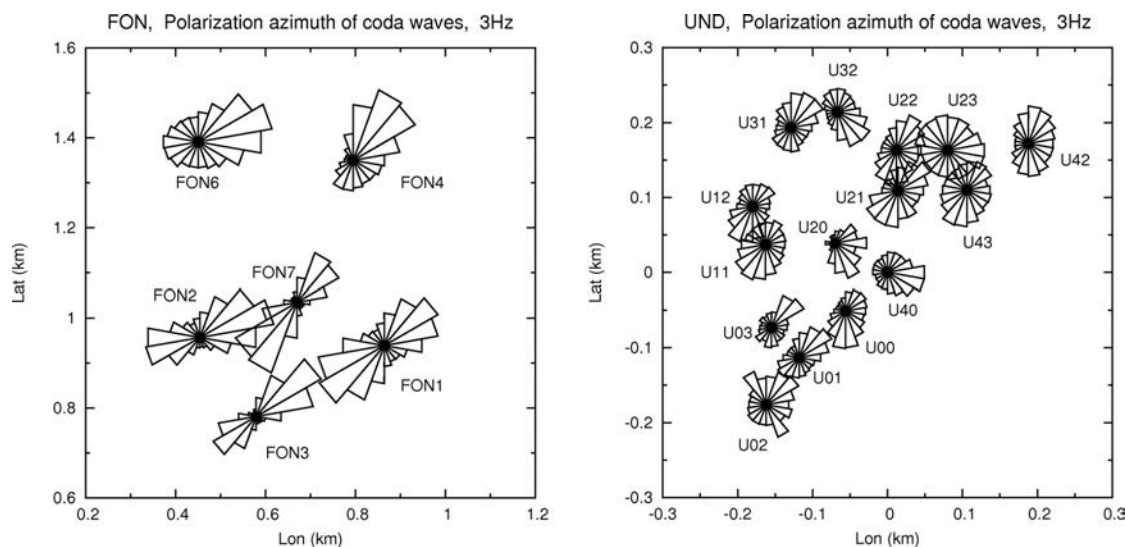 FON, Polarization azimuth of coda waves, 3Hz
1.6
1.4
1.2
1
0.8
0.6
Lat (km)
FON6
FON4
FON7
FON2
FON1
FON3
0.2
0.4
0.6
0.8
1
1.2
Lon (km)
UND, Polarization azimuth of coda waves, 3Hz
0.3
0.2
0.1
0
-0.1
-0.2
-0.3
Lat (km)
U32
U22
U23
U31
U42
U12
U21
U20
U43
U11
U40
U03
U00
U01
U02
-0.3
-0.2
-0.1
0
0.1
0.2
0.3
Lon (km)